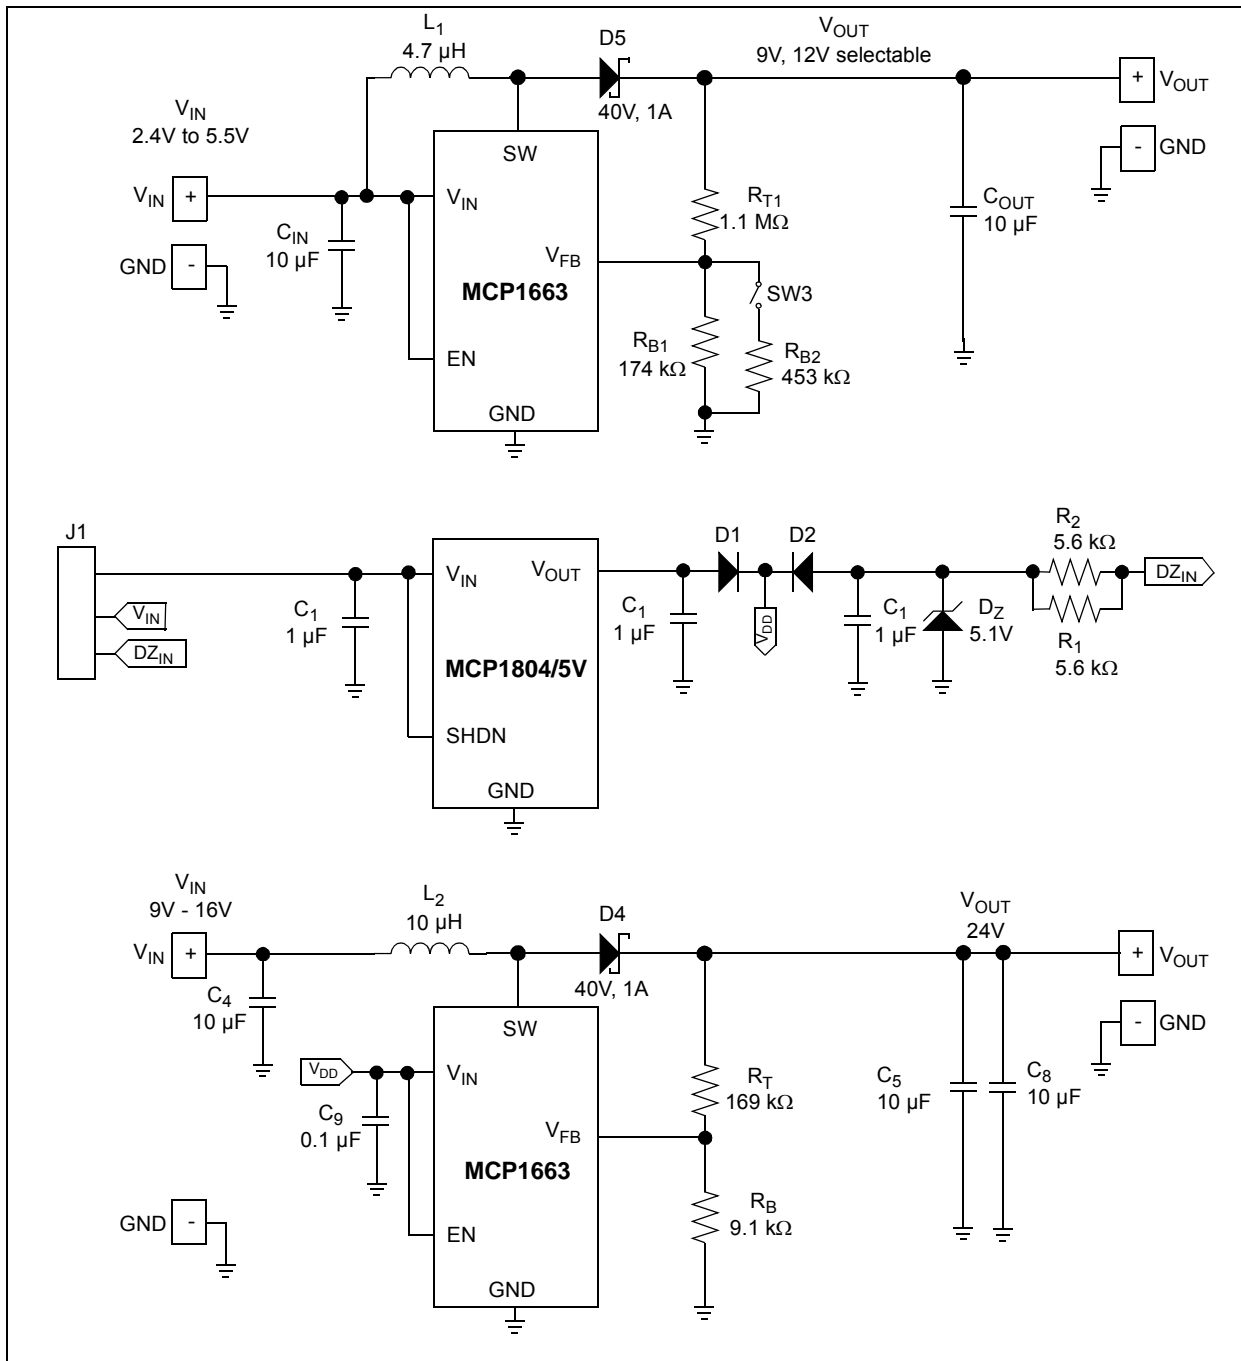 L1
4.7 µH
D5
40V, 1A
VOUT
9V, 12V selectable
VIN
2.4V to 5.5V
VIN +
GND -
CIN
10 µF
SW
VIN
VFB
MCP1663
EN
GND
RT1
1.1 MΩ
SW3
RB1
174 kΩ
RB2
453 kΩ
COUT
10 µF
+ VOUT
- GND
J1
VIN
DZIN
C1
1 µF
VIN
VOUT
MCP1804/5V
SHDN
GND
C1
1 µF
D1
D2
VDD
C1
1 µF
DZ
5.1V
R2
5.6 kΩ
R1
5.6 kΩ
DZIN
VIN
9V - 16V
VIN +
C4
10 µF
L2
10 µH
D4
40V, 1A
VOUT
24V
+ VOUT
- GND
VDD
C9
0.1 µF
SW
VIN
VFB
MCP1663
EN
GND
RT
169 kΩ
RB
9.1 kΩ
C5
10 µF
C8
10 µF
GND -